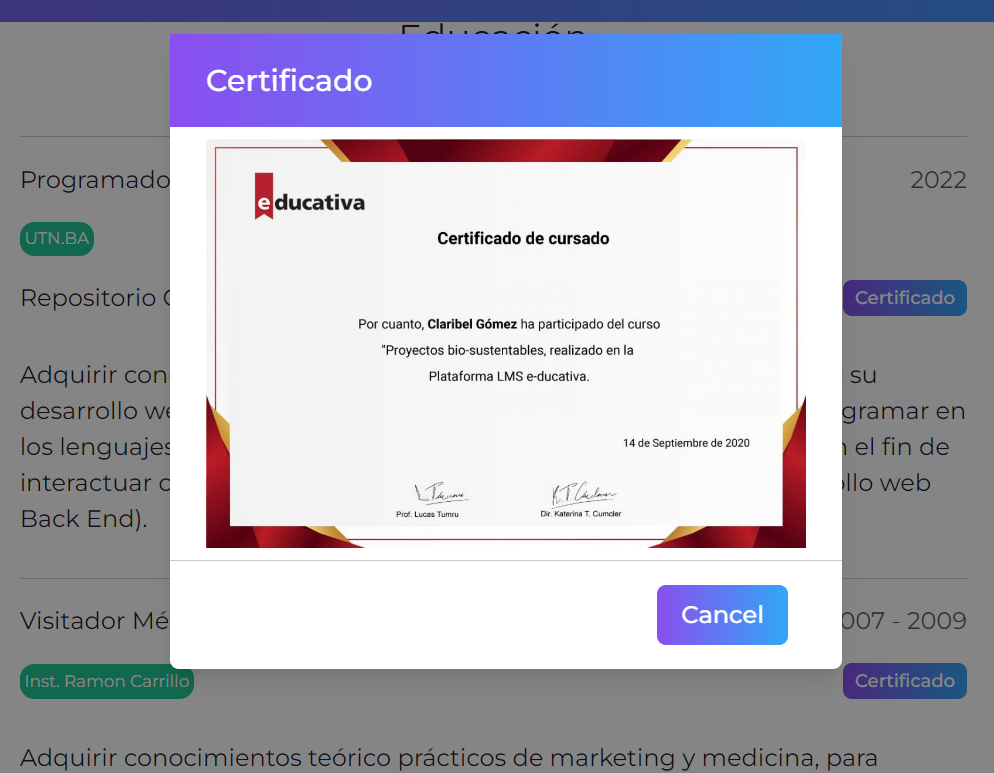 Educación
Certificado
Programado
2022
UTN.BA
Repositorio
Certificado
Adquirir con
su
desarrollo we
gramar en
los lenguajes
el fin de
interactuar
llo web
Back End).
educativa
Certificado de cursado
Por cuanto, Claribel Gómez ha participado del curso
"Proyectos bio-sustentables, realizado en la
Plataforma LMS e-ducativa.
14 de Septiembre de 2020
Prof. Lucas Tumru
Dir. Katerina T. Cumcler
Visitador Mé
007 - 2009
Cancel
Inst. Ramon Carrillo
Certificado
Adquirir conocimientos teórico prácticos de marketing y medicina, para